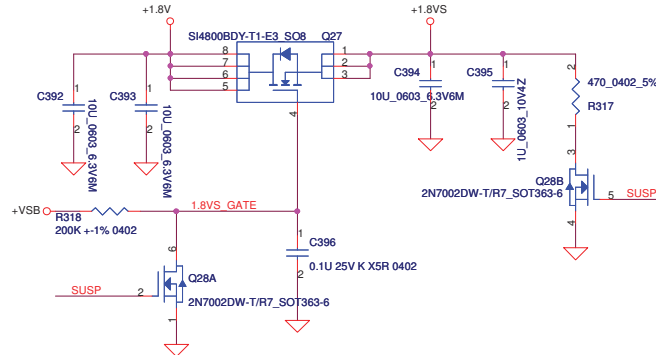 +1.8V
+1.8VS
SI4800BDY-T1-E3_SO8 Q27
8
7
6
5
1
2
3
4
C392
1
2
10U_0603_6.3V6M
C393
1
2
10U_0603_6.3V6M
C394
1
2
10U_0603_6.3V6M
C395
1
2
1U_0603_10V4Z
2
470_0402_5%
R317
1
3
Q28B
2N7002DW-T/R7_SOT363-6
5
SUSP
4
+VSB
R318
200K +-1% 0402
1.8VS_GATE
1
C396
2
0.1U 25V K X5R 0402
6
Q28A
SUSP
2
2N7002DW-T/R7_SOT363-6
1